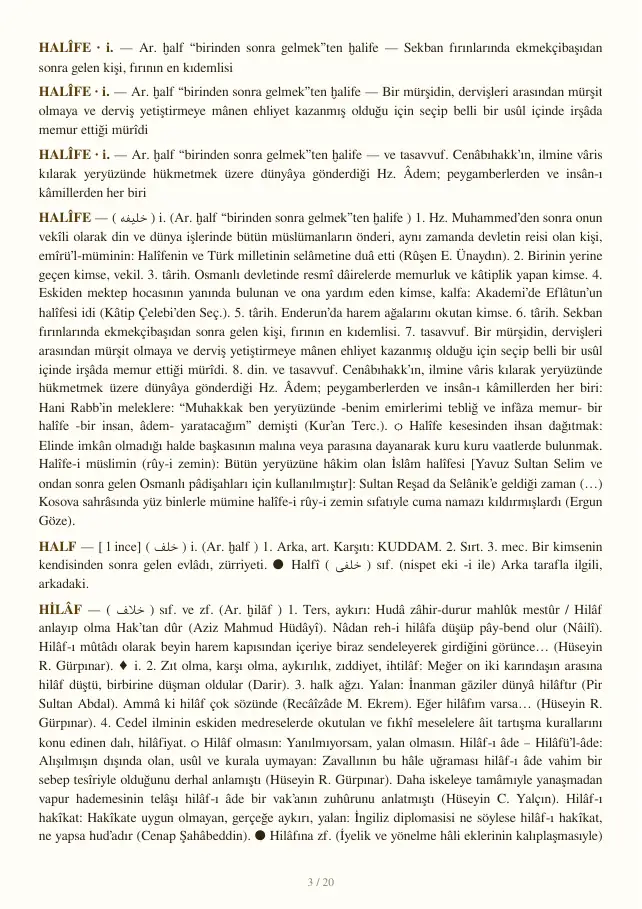 HALÎFE · i. — Ar. ḫalf “birinden sonra gelmek”ten ḫalife — Sekban fırınlarında ekmekçibaşıdan
sonra gelen kişi, fırının en kıdemlisi
HALÎFE · i. — Ar. ḫalf “birinden sonra gelmek”ten ḫalife — Bir mürşidin, dervişleri arasından mürşit
olmaya ve derviş yetiştirmeye mânen ehliyet kazanmış olduğu için seçip belli bir usûl içinde irşâda
memur ettiği mürîdi
HALÎFE · i. — Ar. ḫalf “birinden sonra gelmek”ten ḫalife — ve tasavvuf. Cenâbıhakk’ın, ilmine vâris
kılarak yeryüzünde hükmetmek üzere dünyâya gönderdiği Hz. Âdem; peygamberlerden ve insân-ı
kâmillerden her biri
HALÎFE — ( خليفه ) i. (Ar. ḫalf “birinden sonra gelmek”ten ḫalife ) 1. Hz. Muhammed’den sonra onun
vekîli olarak din ve dünya işlerinde bütün müslümanların önderi, aynı zamanda devletin reisi olan kişi,
emîrü’l-müminin: Halîfenin ve Türk milletinin selâmetine duâ etti (Rûşen E. Ünaydın). 2. Birinin yerine
geçen kimse, vekil. 3. târih. Osmanlı devletinde resmî dâirelerde memurluk ve kâtiplik yapan kimse. 4.
Eskiden mektep hocasının yanında bulunan ve ona yardım eden kimse, kalfa: Akademi’de Eflâtun’un
halîfesi idi (Kâtip Çelebi’den Seç.). 5. târih. Enderun’da harem ağalarını okutan kimse. 6. târih. Sekban
fırınlarında ekmekçibaşıdan sonra gelen kişi, fırının en kıdemlisi. 7. tasavvuf. Bir mürşidin, dervişleri
arasından mürşit olmaya ve derviş yetiştirmeye mânen ehliyet kazanmış olduğu için seçip belli bir usûl
içinde irşâda memur ettiği mürîdi. 8. din. ve tasavvuf. Cenâbıhakk’ın, ilmine vâris kılarak yeryüzünde
hükmetmek üzere dünyâya gönderdiği Hz. Âdem; peygamberlerden ve insân-ı kâmillerden her biri:
Hani Rabb’in meleklere: “Muhakkak ben yeryüzünde -benim emirlerimi tebliğ ve infâza memur- bir
halîfe -bir insan, âdem- yaratacağım” demişti (Kur’an Terc.). ѻ Halîfe kesesinden ihsan dağıtmak:
Elinde imkân olmadığı halde başkasının malına veya parasına dayanarak kuru kuru vaatlerde bulunmak.
Halîfe-i müslimin (rûy-i zemin): Bütün yeryüzüne hâkim olan İslâm halîfesi [Yavuz Sultan Selim ve
ondan sonra gelen Osmanlı pâdişahları için kullanılmıştır]: Sultan Reşad da Selânik’e geldiği zaman (…)
Kosova sahrâsında yüz binlerle mümine halîfe-i rûy-i zemin sıfatıyle cuma namazı kıldırmışlardı (Ergun
Göze).
HALF — [ l ince] ( خلف ) i. (Ar. ḫalf ) 1. Arka, art. Karşıtı: KUDDAM. 2. Sırt. 3. mec. Bir kimsenin
kendisinden sonra gelen evlâdı, zürriyeti. ● Halfî ( خلفى ) sıf. (nispet eki -i ile) Arka tarafla ilgili,
arkadaki.
HİLÂF — ( خلاف ) sıf. ve zf. (Ar. ḫilāf ) 1. Ters, aykırı: Hudâ zâhir-durur mahlûk mestûr / Hilâf
anlayıp olma Hak’tan dûr (Aziz Mahmud Hüdâyî). Nâdan reh-i hilâfa düşüp pây-bend olur (Nâilî).
Hilâf-ı mûtâdı olarak beyin harem kapısından içeriye biraz sendeleyerek girdiğini görünce… (Hüseyin
R. Gürpınar). ♦ i. 2. Zıt olma, karşı olma, aykırılık, zıddiyet, ihtilâf: Meğer on iki karındaşın arasına
hilâf düştü, birbirine düşman oldular (Darir). 3. halk ağzı. Yalan: İnanman gāziler dünyâ hilâftır (Pir
Sultan Abdal). Ammâ ki hilâf çok sözünde (Recâîzâde M. Ekrem). Eğer hilâfım varsa… (Hüseyin R.
Gürpınar). 4. Cedel ilminin eskiden medreselerde okutulan ve fıkhî meselelere âit tartışma kurallarını
konu edinen dalı, hilâfiyat. ѻ Hilâf olmasın: Yanılmıyorsam, yalan olmasın. Hilâf-ı âde – Hilâfü’l-âde:
Alışılmışın dışında olan, usûl ve kurala uymayan: Zavallının bu hâle uğraması hilâf-ı âde vahim bir
sebep tesîriyle olduğunu derhal anlamıştı (Hüseyin R. Gürpınar). Daha iskeleye tamâmıyle yanaşmadan
vapur hademesinin telâşı hilâf-ı âde bir vak’anın zuhûrunu anlatmıştı (Hüseyin C. Yalçın). Hilâf-ı
hakîkat: Hakîkate uygun olmayan, gerçeğe aykırı, yalan: İngiliz diplomasisi ne söylese hilâf-ı hakîkat,
ne yapsa hud’adır (Cenap Şahâbeddin). ● Hilâfına zf. (İyelik ve yönelme hâli eklerinin kalıplaşmasıyle)
3 / 20